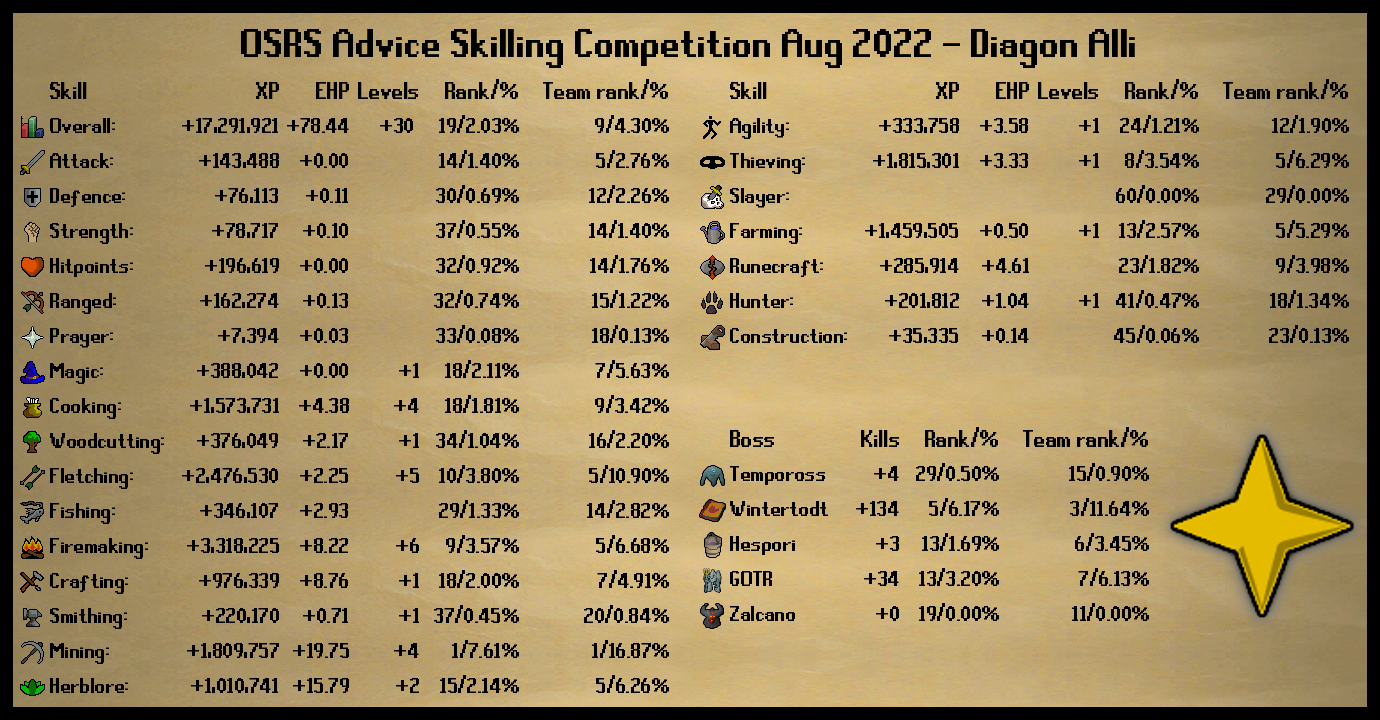 OSRS Advice Skilling Competition Aug 2022 - Diagon Alli
Skill XP EHP Levels Rank/% Team rank/%
Overall: +17,291,921 +78.44 +30 19/2.03% 9/4.30%
Attack: +143,488 +0.00 14/1.40% 5/2.76%
Defence: +76,113 +0.11 30/0.69% 12/2.26%
Strength: +78,717 +0.10 37/0.55% 14/1.40%
Hitpoints: +196,619 +0.00 32/0.92% 14/1.76%
Ranged: +162,274 +0.13 32/0.74% 15/1.22%
Prayer: +7,394 +0.03 33/0.08% 18/0.13%
Magic: +388,042 +0.00 +1 18/2.11% 7/5.63%
Cooking: +1,573,731 +4.38 +4 18/1.81% 9/3.42%
Woodcutting: +376,049 +2.17 +1 34/1.04% 16/2.20%
Fletching: +2,476,530 +2.25 +5 10/3.80% 5/10.90%
Fishing: +346,107 +2.93 29/1.33% 14/2.82%
Firemaking: +3,318,225 +8.22 +6 9/3.57% 5/6.68%
Crafting: +976,339 +8.76 +1 18/2.00% 7/4.91%
Smithing: +220,170 +0.71 +1 37/0.45% 20/0.84%
Mining: +1,809,757 +19.75 +4 1/7.61% 1/16.87%
Herblore: +1,010,741 +15.79 +2 15/2.14% 5/6.26%
Skill XP EHP Levels Rank/% Team rank/%
Agility: +333,758 +3.58 +1 24/1.21% 12/1.90%
Thieving: +1,815,301 +3.33 +1 8/3.54% 5/6.29%
Slayer: 60/0.00% 29/0.00%
Farming: +1,459,505 +0.50 +1 13/2.57% 5/5.29%
Runecraft: +285,914 +4.61 23/1.82% 9/3.98%
Hunter: +201,812 +1.04 +1 41/0.47% 18/1.34%
Construction: +35,335 +0.14 45/0.06% 23/0.13%
Boss Kills Rank/% Team rank/%
Tempoross +4 29/0.50% 15/0.90%
Wintertodt +134 5/6.17% 3/11.64%
Hespori +3 13/1.69% 6/3.45%
GOTR +34 13/3.20% 7/6.13%
Zalcano +0 19/0.00% 11/0.00%